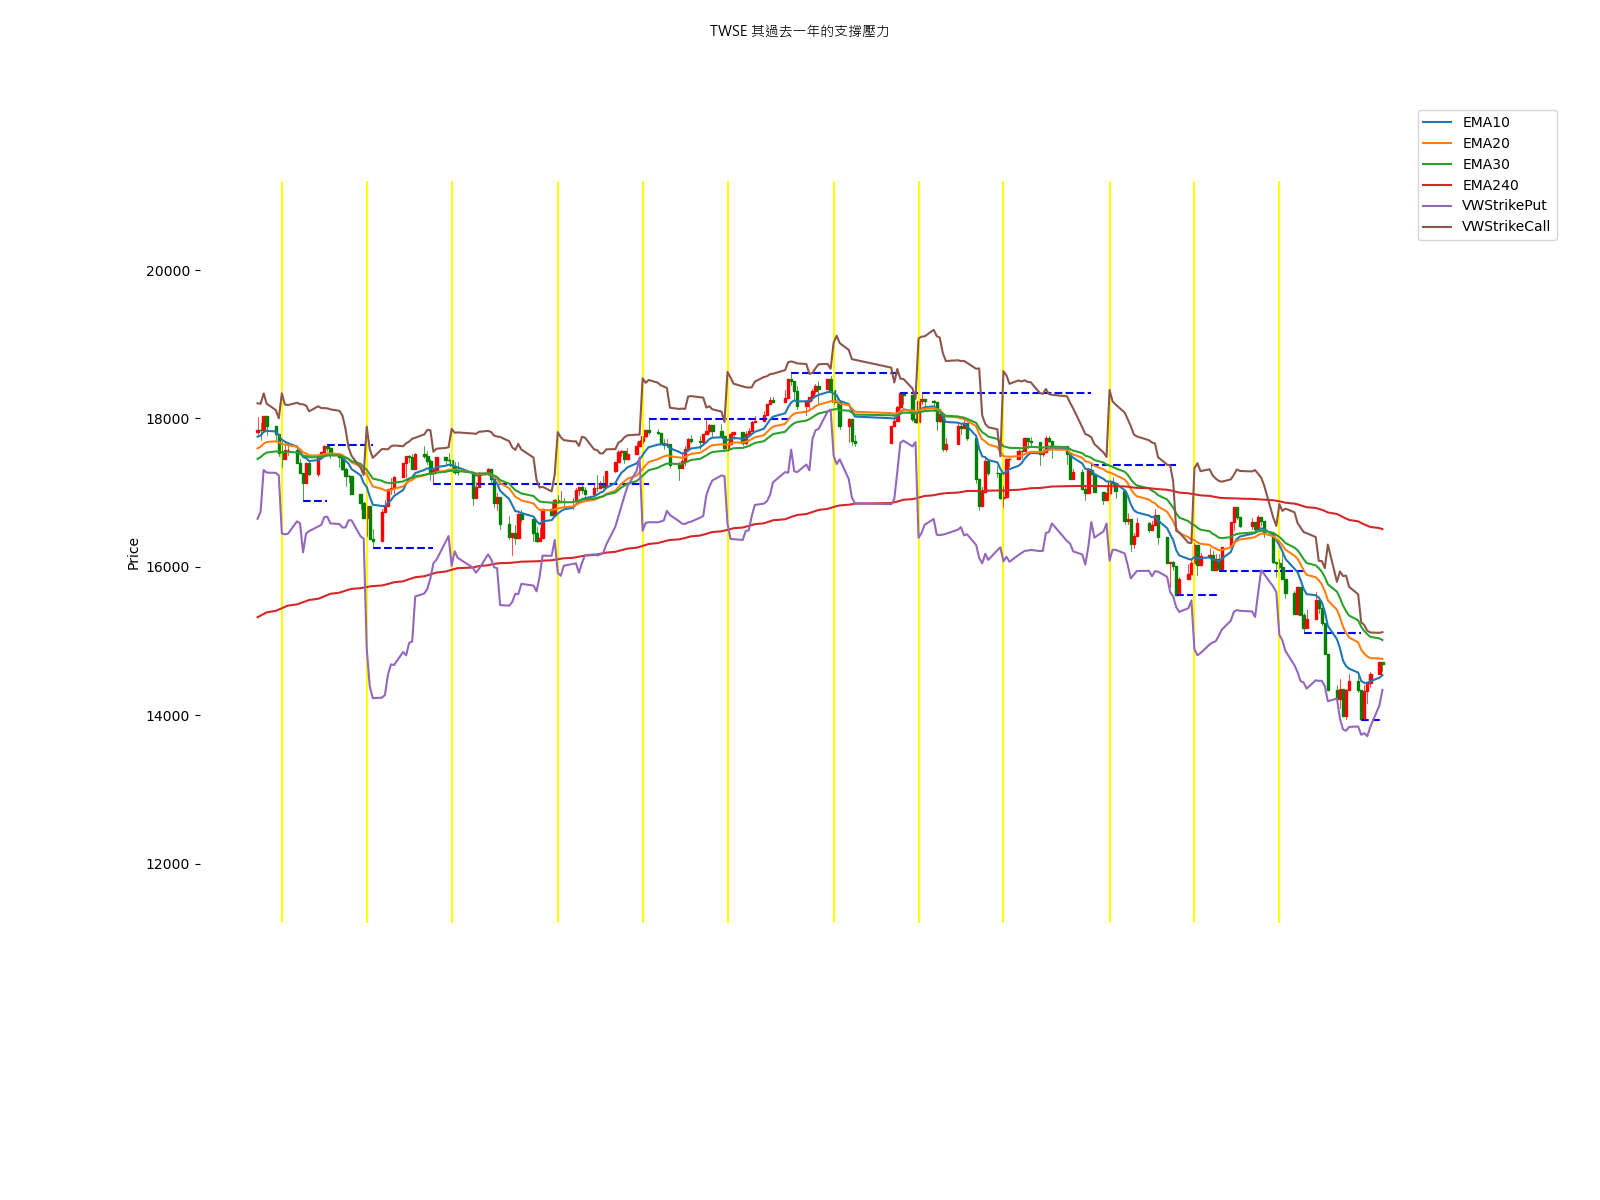 TWSE 其過去一年的支撐壓力
EMA10
EMA20
EMA30
EMA240
VWStrikePut
VWStrikeCall
Price
20000
18000
16000
14000
12000